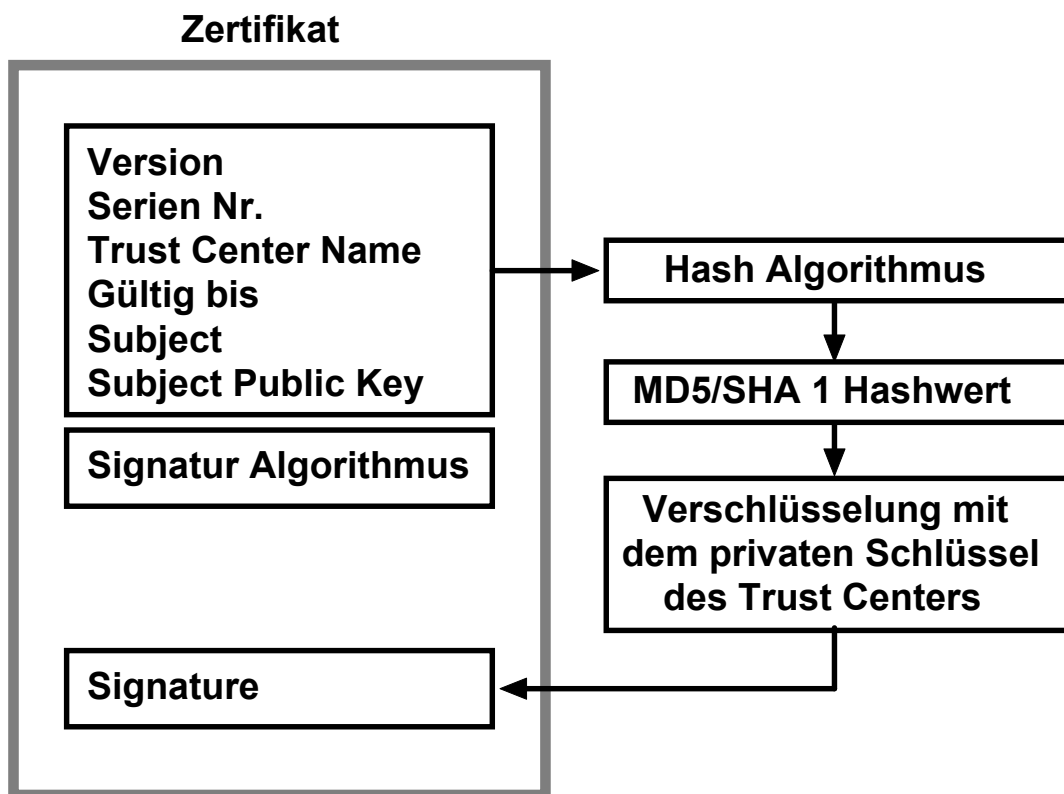 Zertifikat
Version
Serien Nr.
Trust Center Name
Gültig bis
Subject
Subject Public Key
Signatur Algorithmus
Signature
Hash Algorithmus
MD5/SHA 1 Hashwert
Verschlüsselung mit
dem privaten Schlüssel
des Trust Centers